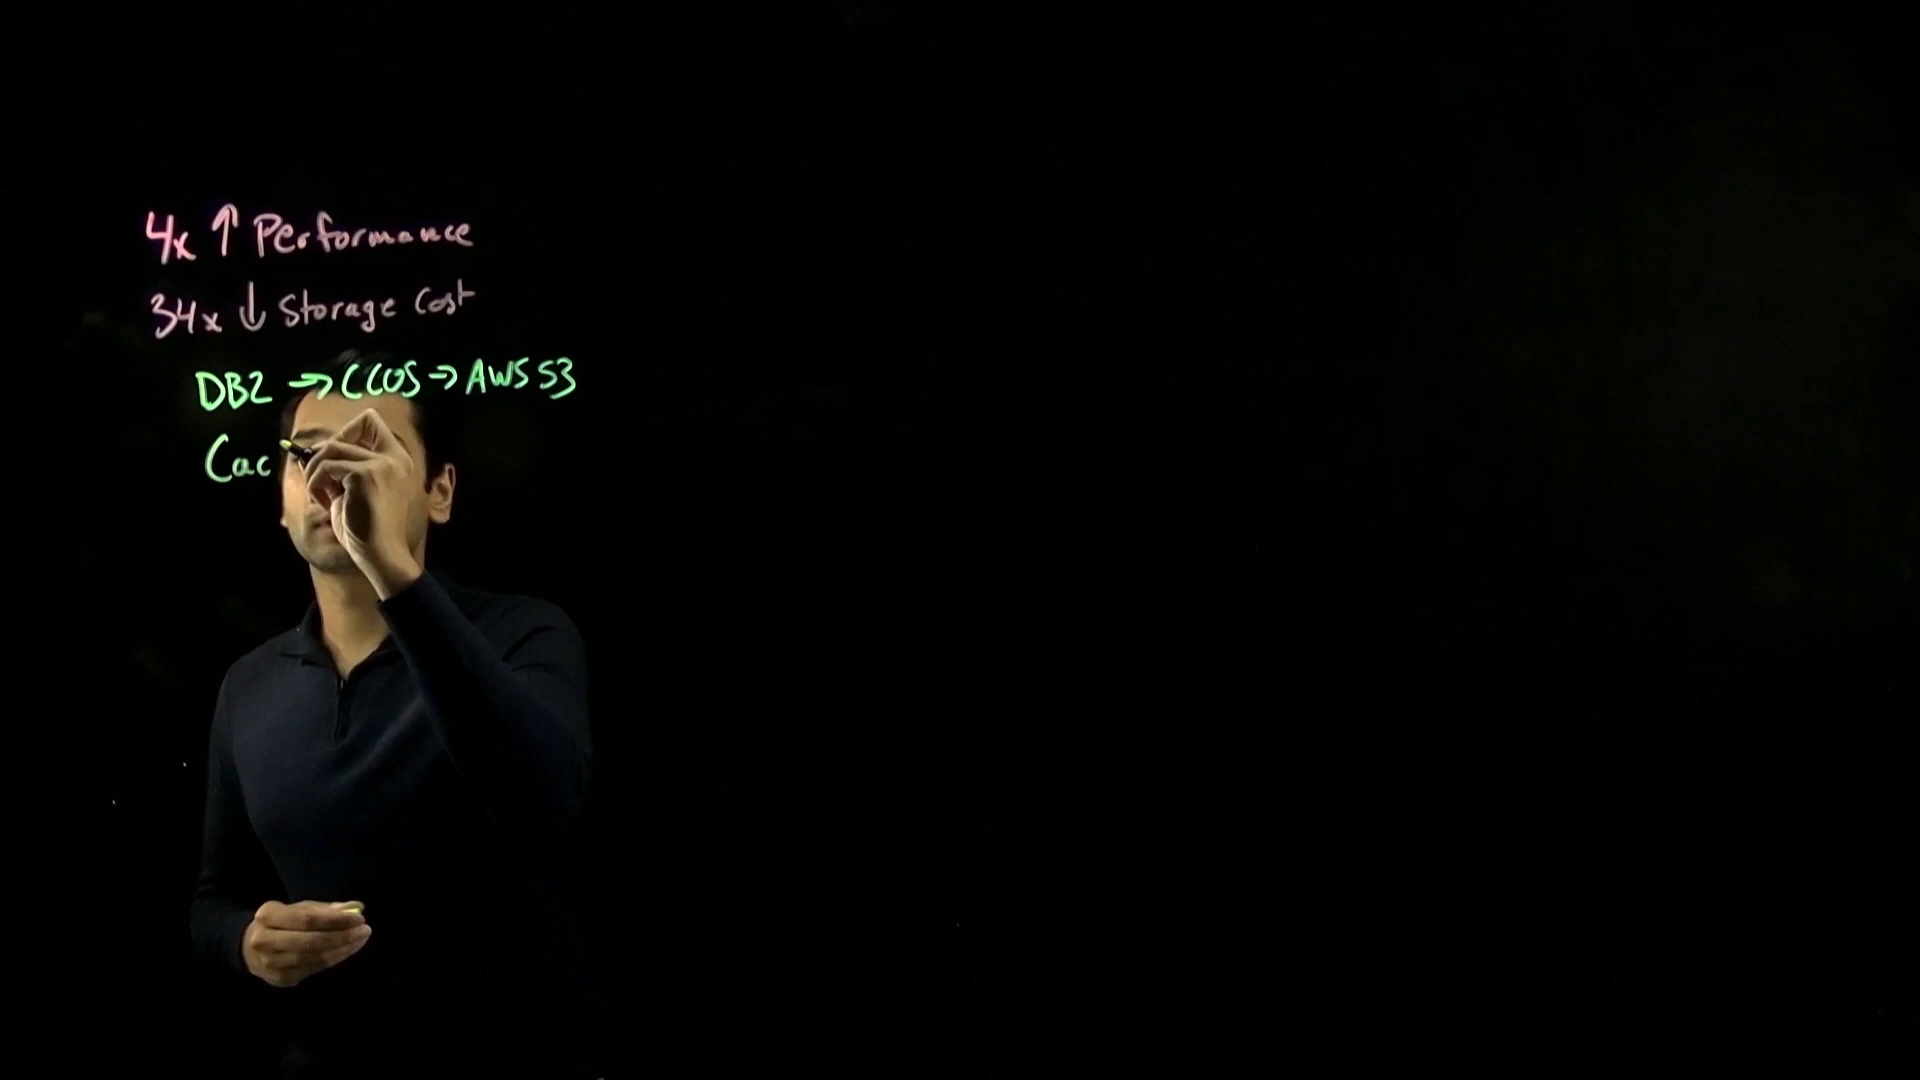 4x ↑ Performance
34x ↓ Storage Cost
DB2 → CCOS → AWS S3
Cac